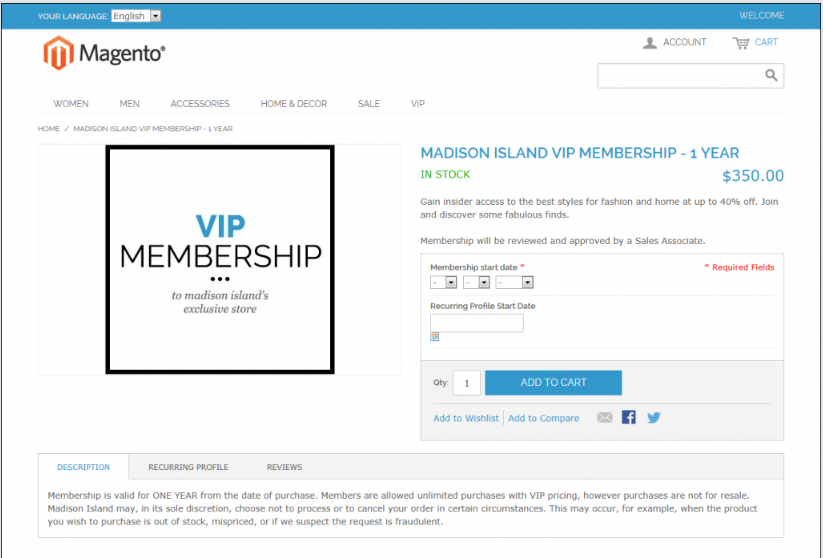 YOUR LANGUAGE: English
WELCOME
Magento®
ACCOUNT
CART
WOMEN MEN ACCESSORIES HOME & DECOR SALE VIP
HOME / MADISON ISLAND VIP MEMBERSHIP - 1 YEAR
VIP
MEMBERSHIP
to madison island's
exclusive store
MADISON ISLAND VIP MEMBERSHIP - 1 YEAR
IN STOCK
$350.00
Gain insider access to the best styles for fashion and home at up to 40% off. Join
and discover some fabulous finds.
Membership will be reviewed and approved by a Sales Associate.
Membership start date *
* Required Fields
- - -
Recurring Profile Start Date
Qty: 1 ADD TO CART
Add to Wishlist Add to Compare
DESCRIPTION RECURRING PROFILE REVIEWS
Membership is valid for ONE YEAR from the date of purchase. Members are allowed unlimited purchases with VIP pricing, however purchases are not for resale.
Madison Island may, in its sole discretion, choose not to process or to cancel your order in certain circumstances. This may occur, for example, when the product
you wish to purchase is out of stock, mispriced, or if we suspect the request is fraudulent.